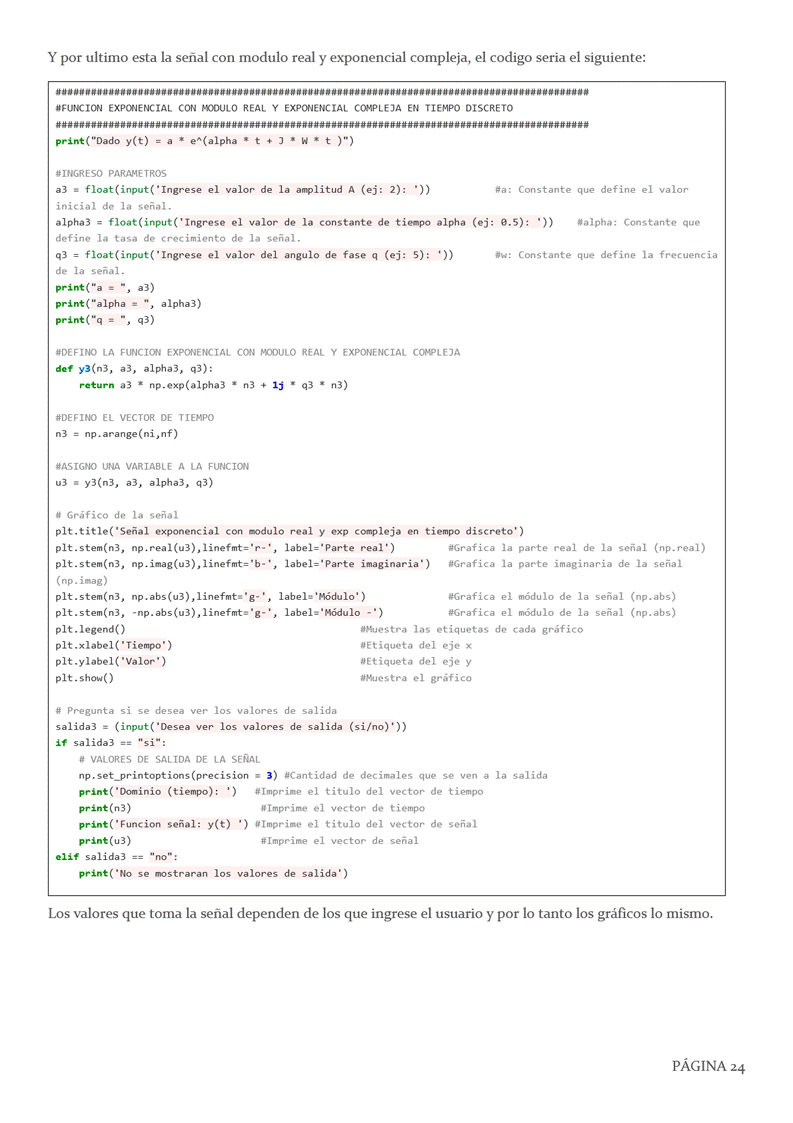 Y por ultimo esta la señal con modulo real y exponencial compleja, el codigo seria el siguiente:
###########################################################################################
#FUNCION EXPONENCIAL CON MODULO REAL Y EXPONENCIAL COMPLEJA EN TIEMPO DISCRETO
###########################################################################################
print("Dado y(t) = a * e^(alpha * t + J * W * t )")
#INGRESO PARAMETROS
a3 = float(input('Ingrese el valor de la amplitud A (ej: 2): '))           #a: Constante que define el valor
inicial de la señal.
alpha3 = float(input('Ingrese el valor de la constante de tiempo alpha (ej: 0.5): '))    #alpha: Constante que
define la tasa de crecimiento de la señal.
q3 = float(input('Ingrese el valor del angulo de fase q (ej: 5): '))       #w: Constante que define la frecuencia
de la señal.
print("a = ", a3)
print("alpha = ", alpha3)
print("q = ", q3)
#DEFINO LA FUNCION EXPONENCIAL CON MODULO REAL Y EXPONENCIAL COMPLEJA
def y3(n3, a3, alpha3, q3):
    return a3 * np.exp(alpha3 * n3 + 1j * q3 * n3)
#DEFINO EL VECTOR DE TIEMPO
n3 = np.arange(ni,nf)
#ASIGNO UNA VARIABLE A LA FUNCION
u3 = y3(n3, a3, alpha3, q3)
# Gráfico de la señal
plt.title('Señal exponencial con modulo real y exp compleja en tiempo discreto')
plt.stem(n3, np.real(u3),linefmt='r-', label='Parte real')         #Grafica la parte real de la señal (np.real)
plt.stem(n3, np.imag(u3),linefmt='b-', label='Parte imaginaria')   #Grafica la parte imaginaria de la señal
(np.imag)
plt.stem(n3, np.abs(u3),linefmt='g-', label='Módulo')              #Grafica el módulo de la señal (np.abs)
plt.stem(n3, -np.abs(u3),linefmt='g-', label='Módulo -')           #Grafica el módulo de la señal (np.abs)
plt.legend()                                        #Muestra las etiquetas de cada gráfico
plt.xlabel('Tiempo')                                #Etiqueta del eje x
plt.ylabel('Valor')                                 #Etiqueta del eje y
plt.show()                                          #Muestra el gráfico
# Pregunta si se desea ver los valores de salida
salida3 = (input('Desea ver los valores de salida (si/no)'))
if salida3 == "si":
    # VALORES DE SALIDA DE LA SEÑAL
    np.set_printoptions(precision = 3) #Cantidad de decimales que se ven a la salida
    print('Dominio (tiempo): ')   #Imprime el titulo del vector de tiempo
    print(n3)                      #Imprime el vector de tiempo
    print('Funcion señal: y(t) ') #Imprime el titulo del vector de señal
    print(u3)                      #Imprime el vector de señal
elif salida3 == "no":
    print('No se mostraran los valores de salida')
Los valores que toma la señal dependen de los que ingrese el usuario y por lo tanto los gráficos lo mismo.
PÁGINA 24